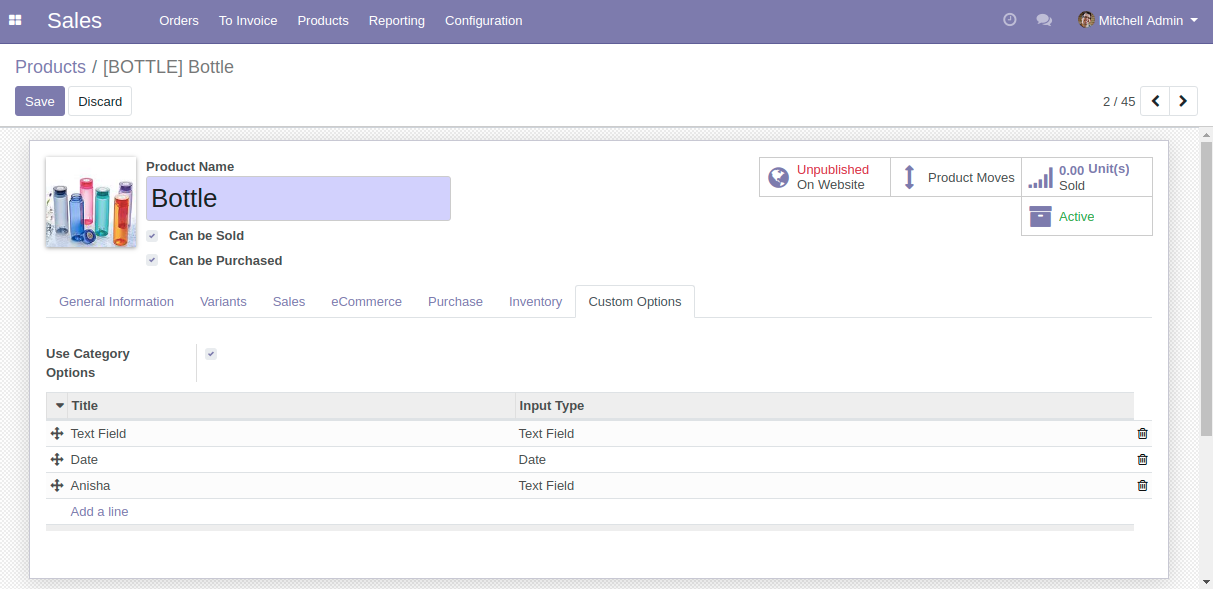 Sales Orders To Invoice Products Reporting Configuration Mitchell Admin
Products / [BOTTLE] Bottle
Save Discard 2 / 45
Product Name
Bottle
Can be Sold
Can be Purchased
Unpublished
On Website
Product Moves
0.00 Unit(s)
Sold
Active
General Information Variants Sales eCommerce Purchase Inventory Custom Options
Use Category
Options
Title Input Type
Text Field Text Field
Date Date
Anisha Text Field
Add a line